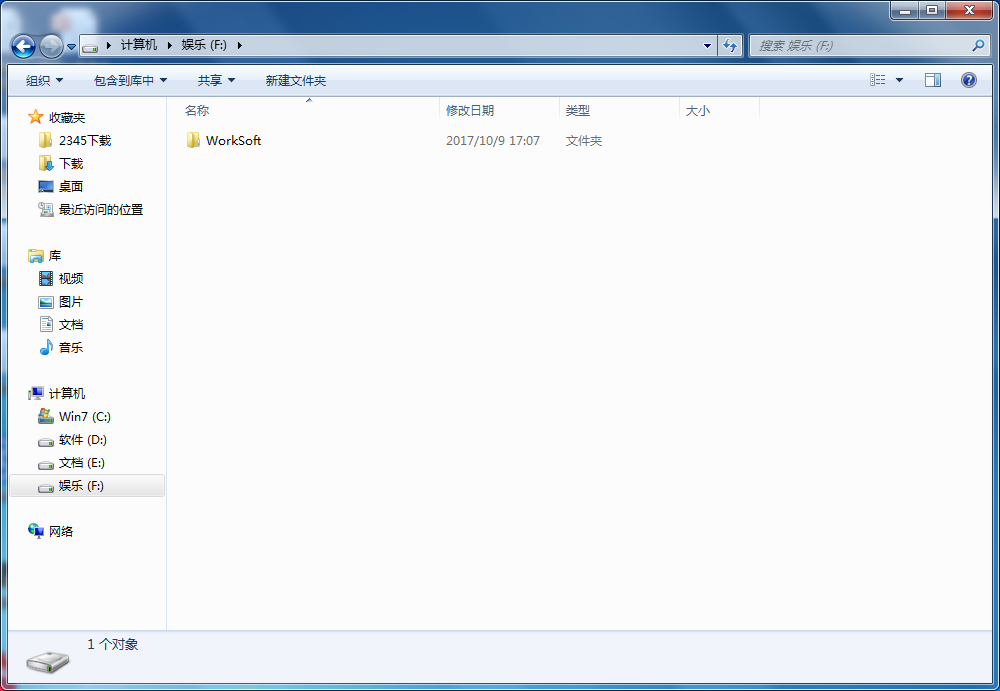 计算机 娱乐 (F:)
搜索 娱乐 (F:)
组织 包含到库中 共享 新建文件夹
名称 修改日期 类型 大小
WorkSoft 2017/10/9 17:07 文件夹
收藏夹
2345下载
下载
桌面
最近访问的位置
库
视频
图片
文档
音乐
计算机
Win7 (C:)
软件 (D:)
文档 (E:)
娱乐 (F:)
网络
1 个对象